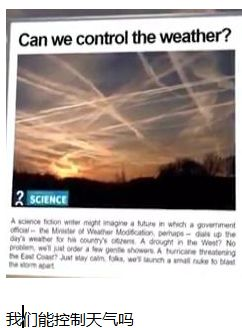 Can we control the weather?
2 SCIENCE
A science fiction writer might imagine a future in which a government
official – the Minister of Weather Modification, perhaps – dials up the
day's weather for his country's citizens. A drought in the West? No
problem, we'll just order a few gentle showers. A hurricane threatening
the East Coast? Just stay calm, folks, we'll launch a small nuke to blast
the storm apart.
我们能控制天气吗